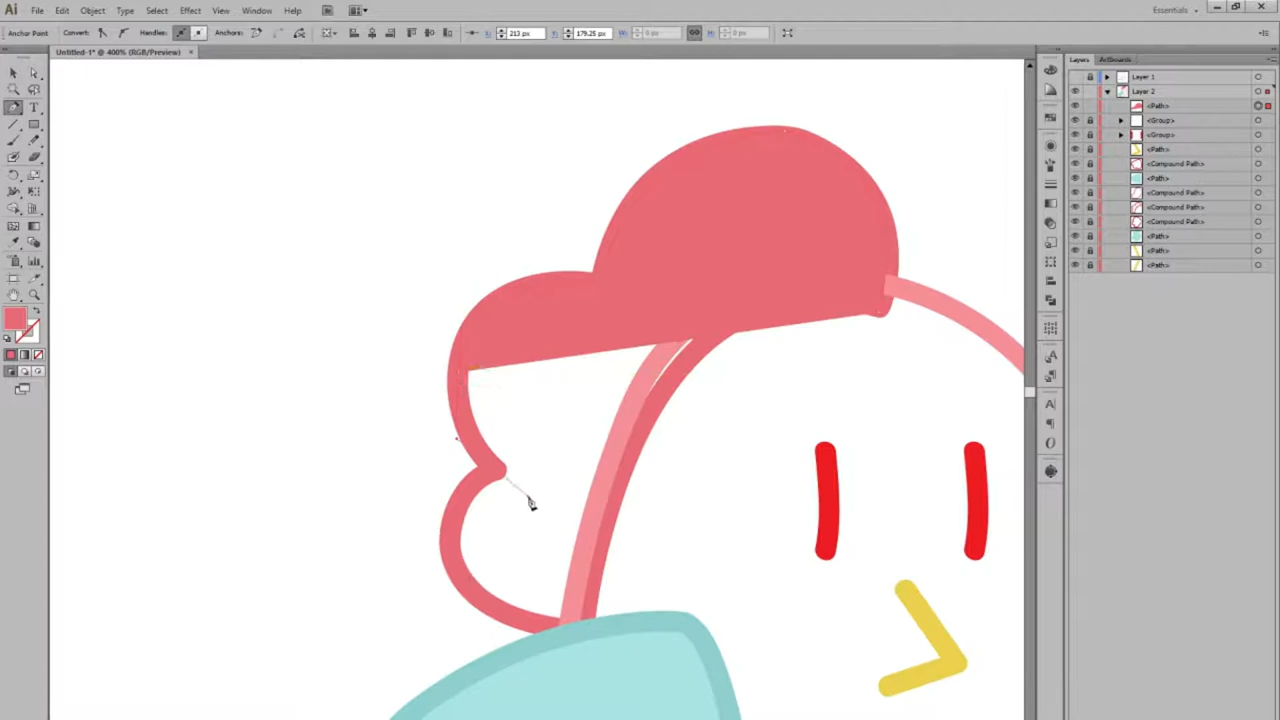 Ai File Edit Object Type Select Effect View Window Help Essentials
Anchor Point Convert: Handles: Anchors: 213 px 179.25 px 0 px 0 px
Untitled-1* @ 400% (RGB/Preview) ×
Layers Artboards
Layer 1
Layer 2
<Path>
<Group>
<Group>
<Path>
<Compound Path>
<Path>
<Compound Path>
<Compound Path>
<Compound Path>
<Path>
<Path>
<Path>